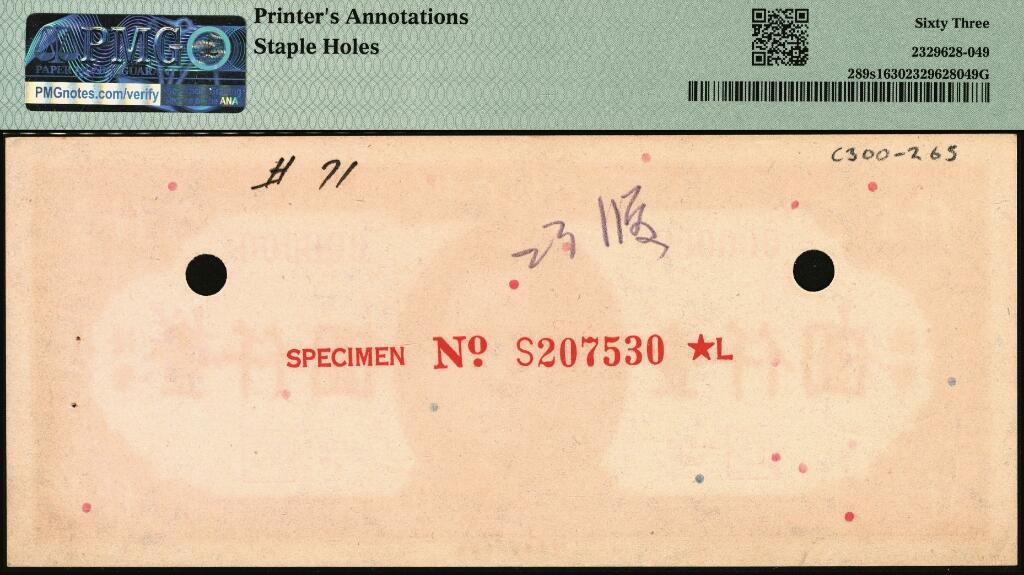 Printer's Annotations
Staple Holes
PMG
PMGnotes.com/verify
ANA
Sixty Three
2329628-049
289s16302329628049G
# 71
C300-265
SPECIMEN Nº S207530 ★L